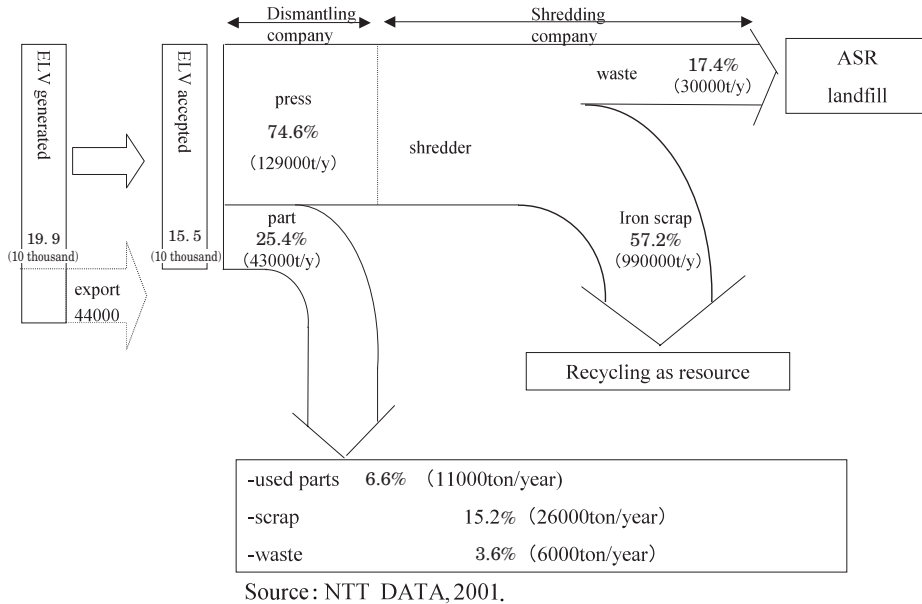 Dismantling
company
Shredding
company
ELV generated
19. 9
(10 thousand)
export
44000
ELV accepted
15. 5
(10 thousand)
press
74.6%
(129000t/y)
part
25.4%
(43000t/y)
shredder
waste
17.4%
(30000t/y)
ASR
landfill
Iron scrap
57.2%
(990000t/y)
Recycling as resource
-used parts 6.6% (11000ton/year)
-scrap 15.2% (26000ton/year)
-waste 3.6% (6000ton/year)
Source: NTT DATA, 2001.